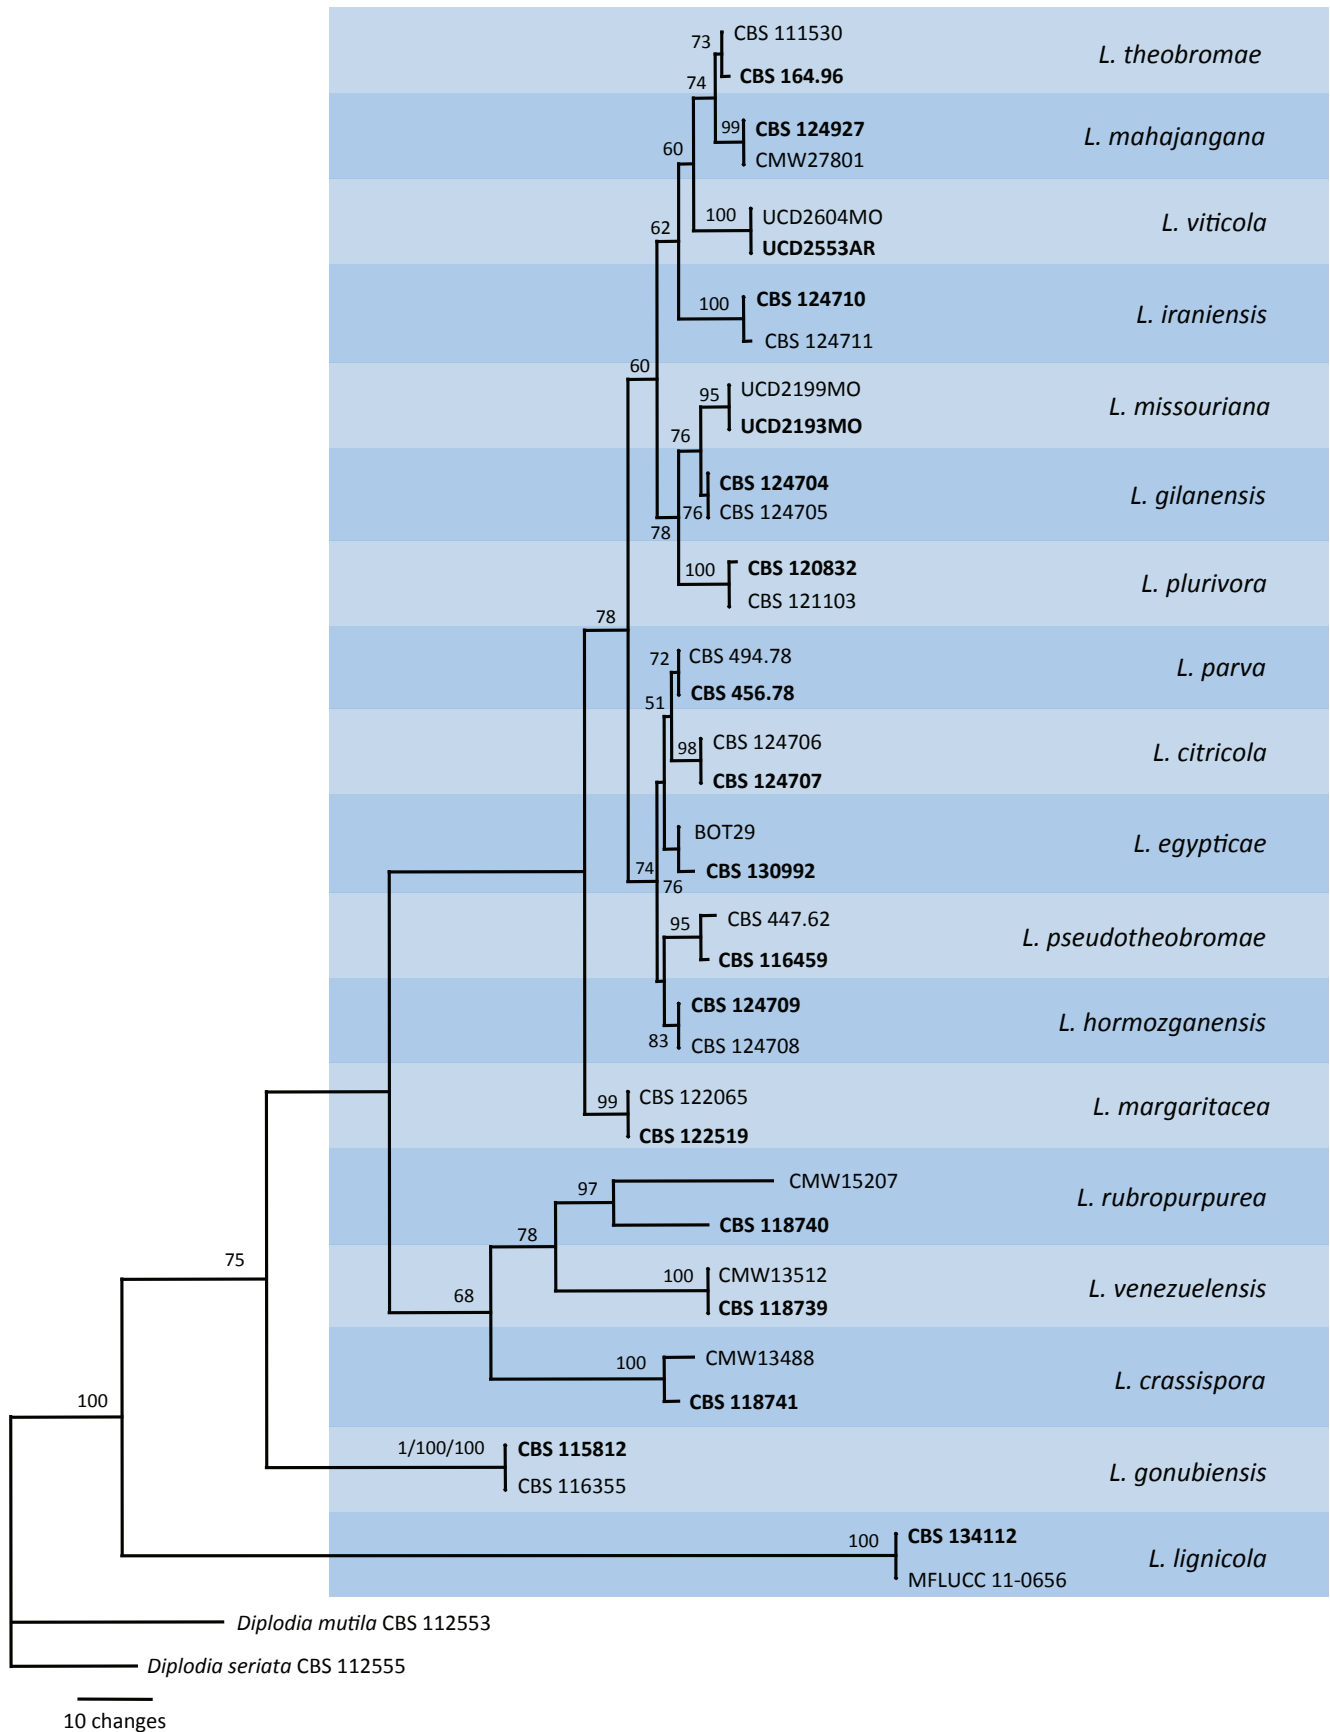 CBS 111530
73
L. theobromae
CBS 164.96
74
CBS 124927
99
L. mahajangana
60
CMW27801
UCD2604MO
100
L. viticola
62
UCD2553AR
CBS 124710
100
L. iraniensis
CBS 124711
60
UCD2199MO
95
L. missouriana
UCD2193MO
76
CBS 124704
L. gilanensis
76
CBS 124705
78
CBS 120832
100
L. plurivora
CBS 121103
78
CBS 494.78
72
L. parva
CBS 456.78
51
CBS 124706
98
L. citricola
CBS 124707
BOT29
L. egypticae
74
CBS 130992
76
CBS 447.62
95
L. pseudotheobromae
CBS 116459
CBS 124709
L. hormozganensis
83
CBS 124708
CBS 122065
99
L. margaritacea
CBS 122519
CMW15207
97
L. rubropurpurea
CBS 118740
78
75
CMW13512
100
L. venezuelensis
CBS 118739
68
CMW13488
100
L. crassispora
CBS 118741
100
1/100/100
CBS 115812
L. gonubiensis
CBS 116355
CBS 134112
100
L. lignicola
MFLUCC 11-0656
Diplodia mutila CBS 112553
Diplodia seriata CBS 112555
10 changes